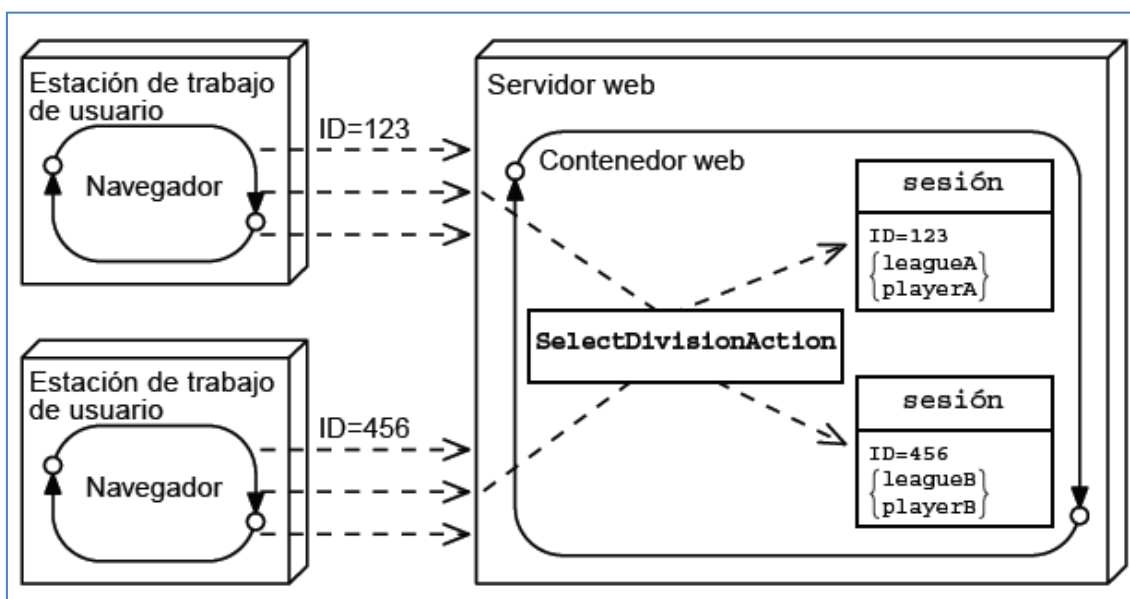 Estación de trabajo
de usuario
Navegador
ID=123
Estación de trabajo
de usuario
Navegador
ID=456
Servidor web
Contenedor web
SelectDivisionAction
sesión
ID=123
{leagueA}
{playerA}
sesión
ID=456
{leagueB}
{playerB}